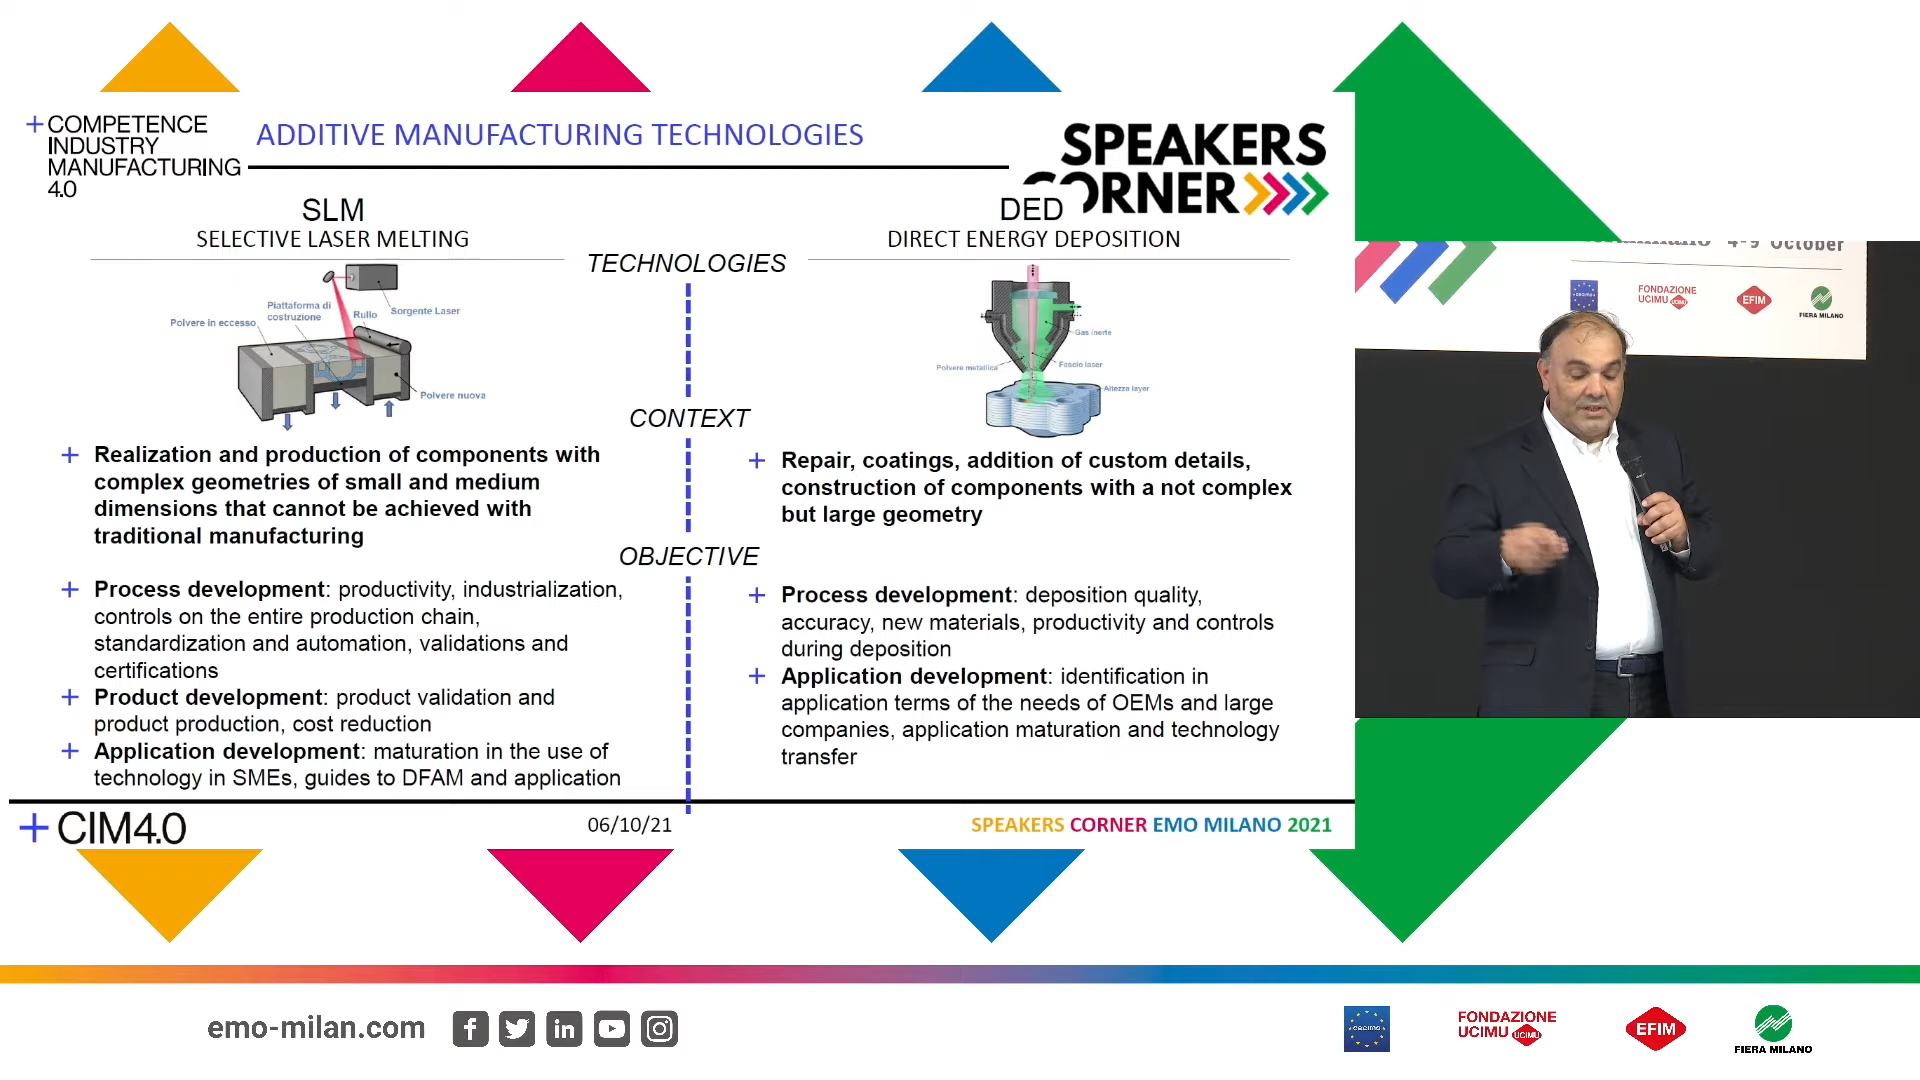 + COMPETENCE
INDUSTRY
MANUFACTURING
4.0
ADDITIVE MANUFACTURING TECHNOLOGIES
SPEAKERS
CORNER
SLM
SELECTIVE LASER MELTING
DED
DIRECT ENERGY DEPOSITION
TECHNOLOGIES
Piattaforma di
costruzione
Rullo
Sorgente Laser
Polvere in eccesso
Polvere nuova
Gas inerte
Polvere metallica
Fascio laser
Altezza layer
CONTEXT
+ Realization and production of components with
complex geometries of small and medium
dimensions that cannot be achieved with
traditional manufacturing
+ Repair, coatings, addition of custom details,
construction of components with a not complex
but large geometry
OBJECTIVE
+ Process development: productivity, industrialization,
controls on the entire production chain,
standardization and automation, validations and
certifications
+ Product development: product validation and
product production, cost reduction
+ Application development: maturation in the use of
technology in SMEs, guides to DFAM and application
+ Process development: deposition quality,
accuracy, new materials, productivity and controls
during deposition
+ Application development: identification in
application terms of the needs of OEMs and large
companies, application maturation and technology
transfer
+ CIM4.0
06/10/21
SPEAKERS CORNER EMO MILANO 2021
4-9 October
cecimo
FONDAZIONE
UCIMU
UCIMU
EFIM
FIERA MILANO
emo-milan.com
cecimo
FONDAZIONE
UCIMU
UCIMU
EFIM
FIERA MILANO